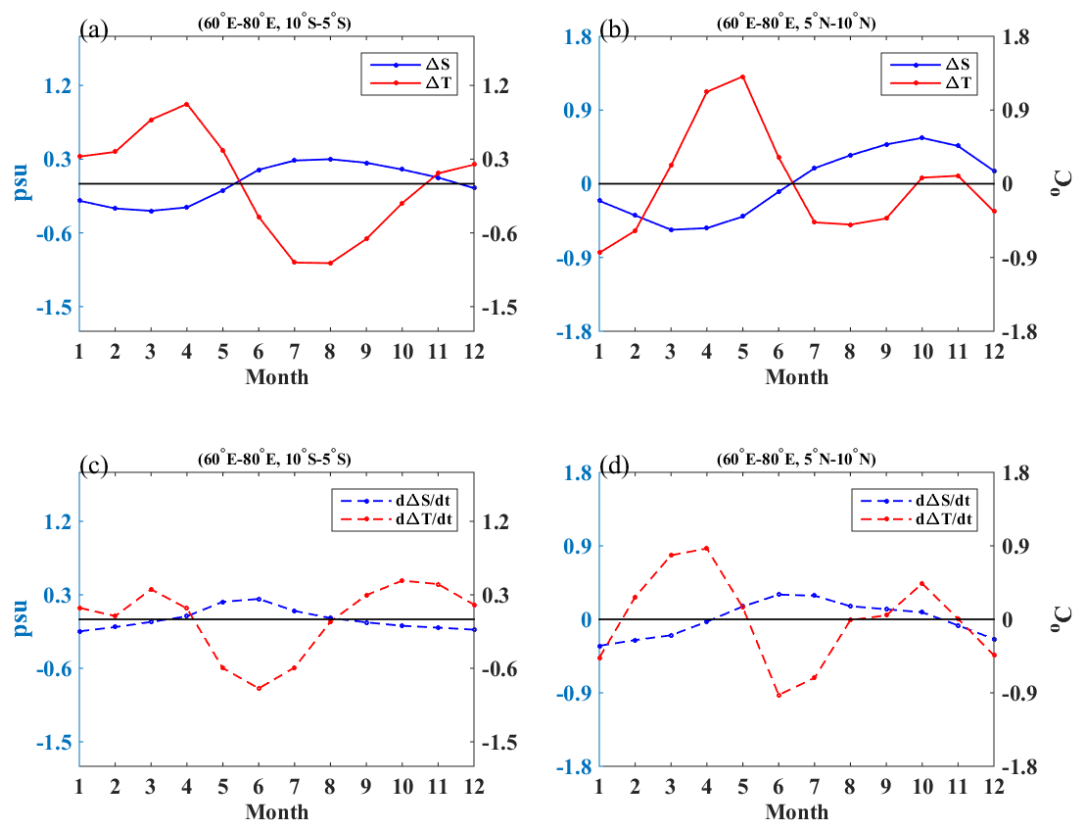 (a)
(60°E-80°E, 10°S-5°S)
ΔS
ΔT
1.2
0.3
-0.6
-1.5
psu
1.2
0.3
-0.6
-1.5
1 2 3 4 5 6 7 8 9 10 11 12
Month
(b)
(60°E-80°E, 5°N-10°N)
ΔS
ΔT
1.8
0.9
0
-0.9
-1.8
1.8
0.9
0
-0.9
-1.8
°C
1 2 3 4 5 6 7 8 9 10 11 12
Month
(c)
(60°E-80°E, 10°S-5°S)
dΔS/dt
dΔT/dt
1.2
0.3
-0.6
-1.5
psu
1.2
0.3
-0.6
-1.5
1 2 3 4 5 6 7 8 9 10 11 12
Month
(d)
(60°E-80°E, 5°N-10°N)
dΔS/dt
dΔT/dt
1.8
0.9
0
-0.9
-1.8
1.8
0.9
0
-0.9
-1.8
°C
1 2 3 4 5 6 7 8 9 10 11 12
Month